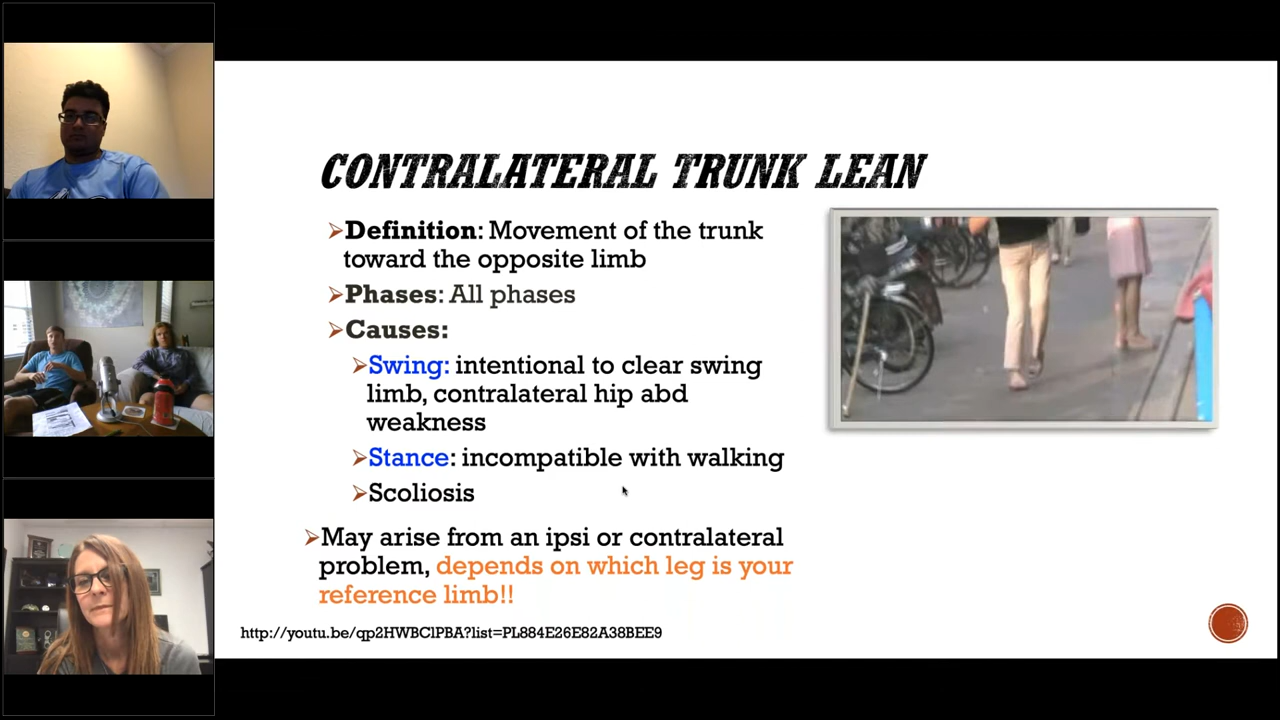 CONTRALATERAL TRUNK LEAN
Definition: Movement of the trunk
toward the opposite limb
Phases: All phases
Causes:
Swing: intentional to clear swing
limb, contralateral hip abd
weakness
Stance: incompatible with walking
Scoliosis
May arise from an ipsi or contralateral
problem, depends on which leg is your
reference limb!!
http://youtu.be/qp2HWBClPBA?list=PL884E26E82A38BEE9